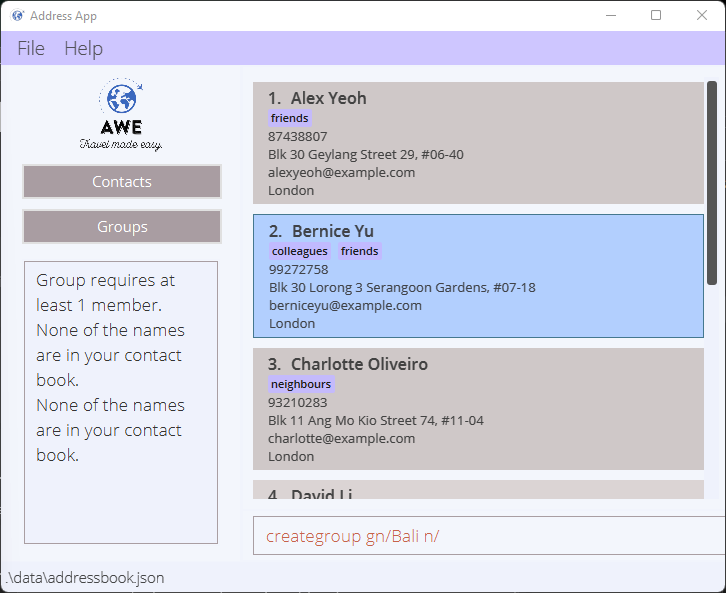 Address App
File Help
AWE
Travel made easy.
Contacts
Groups
Group requires at
least 1 member.
None of the names
are in your contact
book.
None of the names
are in your contact
book.
1. Alex Yeoh
friends
87438807
Blk 30 Geylang Street 29, #06-40
alexyeoh@example.com
London
2. Bernice Yu
colleagues friends
99272758
Blk 30 Lorong 3 Serangoon Gardens, #07-18
berniceyu@example.com
London
3. Charlotte Oliveiro
neighbours
93210283
Blk 11 Ang Mo Kio Street 74, #11-04
charlotte@example.com
London
4. David Li
creategroup gn/Bali n/
.\data\addressbook.json